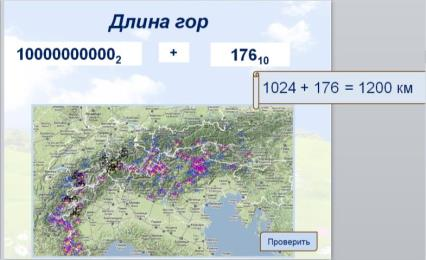 Длина гор
10000000000₂ + 176₁₀
1024 + 176 = 1200 км
Проверить